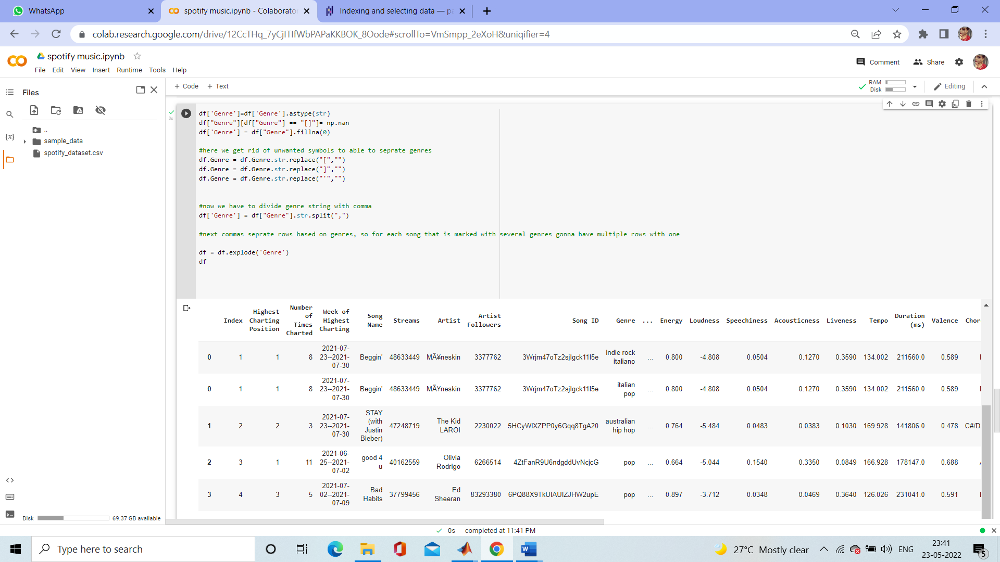 WhatsApp
spotify music.ipynb - Colaborator
Indexing and selecting data — pa
colab.research.google.com/drive/12CcTHq_7yCjITIfWbPAPaKKBOK_8Oode#scrollTo=VmSmpp_2eXoH&uniqifier=4
spotify music.ipynb
File Edit View Insert Runtime Tools Help
Comment Share
Files
+ Code + Text
RAM
Disk
Editing
..
sample_data
spotify_dataset.csv
{x}
0s
df['Genre']=df['Genre'].astype(str)
df["Genre"][df["Genre"] == "[]"]= np.nan
df['Genre'] = df["Genre"].fillna(0)
#here we get rid of unwanted symbols to able to seprate genres
df.Genre = df.Genre.str.replace("[","")
df.Genre = df.Genre.str.replace("]","")
df.Genre = df.Genre.str.replace("'","")
#now we have to divide genre string with comma
df['Genre'] = df["Genre"].str.split(",")
#next commas seprate rows based on genres, so for each song that is marked with several genres gonna have multiple rows with one
df = df.explode('Genre')
df
Index Highest Charting Position Number of Times Charted Week of Highest Charting Song Name Streams Artist Artist Followers Song ID Genre ... Energy Loudness Speechiness Acousticness Liveness Tempo Duration (ms) Valence Chor
0 1 1 8 2021-07-23--2021-07-30 Beggin' 48633449 MÃ¥neskin 3377762 3Wrjm47oTz2sjIgck11l5e indie rock italiano ... 0.800 -4.808 0.0504 0.1270 0.3590 134.002 211560.0 0.589
0 1 1 8 2021-07-23--2021-07-30 Beggin' 48633449 MÃ¥neskin 3377762 3Wrjm47oTz2sjIgck11l5e italian pop ... 0.800 -4.808 0.0504 0.1270 0.3590 134.002 211560.0 0.589
1 2 2 3 2021-07-23--2021-07-30 STAY (with Justin Bieber) 47248719 The Kid LAROI 2230022 5HCyWlXZPP0y6Gqq8TgA20 australian hip hop ... 0.764 -5.484 0.0483 0.0383 0.1030 169.928 141806.0 0.478 C#/D
2 3 1 11 2021-06-25--2021-07-02 good 4 u 40162559 Olivia Rodrigo 6266514 4ZtFanR9U6ndgddUvNcjcG pop ... 0.664 -5.044 0.1540 0.3350 0.0849 166.928 178147.0 0.688
3 4 3 5 2021-07-02--2021-07-09 Bad Habits 37799456 Ed Sheeran 83293380 6PQ88X9TkUIAUIZJHW2upE pop ... 0.897 -3.712 0.0348 0.0469 0.3640 126.026 231041.0 0.591
Disk 69.37 GB available
0s completed at 11:41 PM
Type here to search
27°C Mostly clear
ENG
23:41
23-05-2022
5